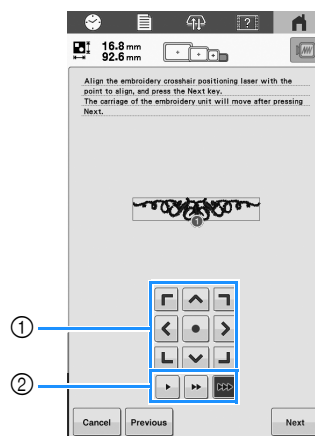 16.8 mm
92.6 mm
Align the embroidery crosshair positioning laser with the
point to align, and press the Next key.
The carriage of the embroidery unit will move after pressing
Next.
1
①
②
Cancel Previous Next